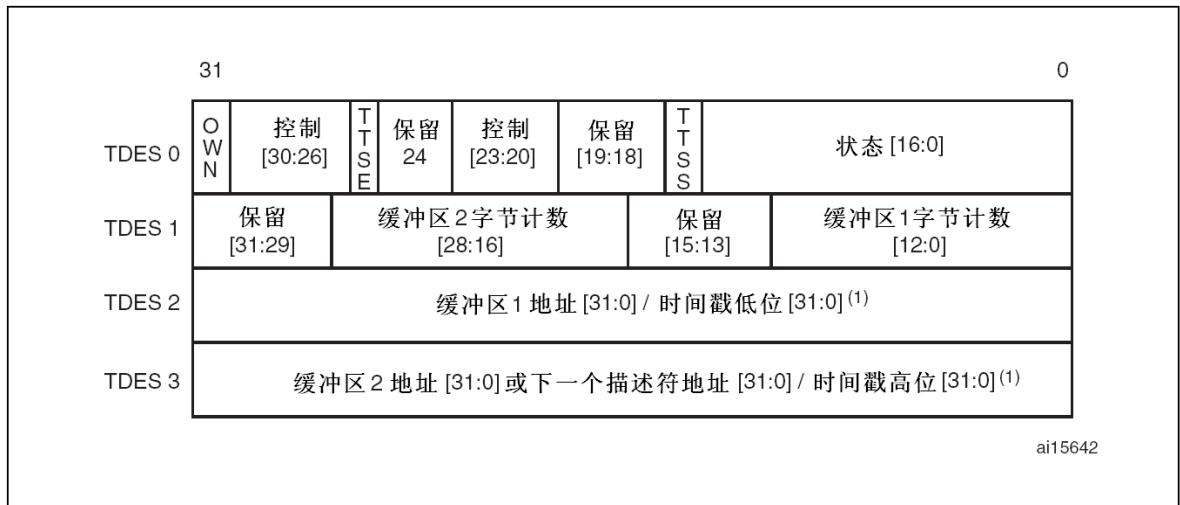 31 0
TDES 0 OWN 控制 [30:26] TTSE 保留 24 控制 [23:20] 保留 [19:18] TTSS 状态 [16:0]
TDES 1 保留 [31:29] 缓冲区2字节计数 [28:16] 保留 [15:13] 缓冲区1字节计数 [12:0]
TDES 2 缓冲区1 地址 [31:0] / 时间戳低位 [31:0] (1)
TDES 3 缓冲区2 地址 [31:0] 或下一个描述符地址 [31:0] / 时间戳高位 [31:0] (1)
ai15642